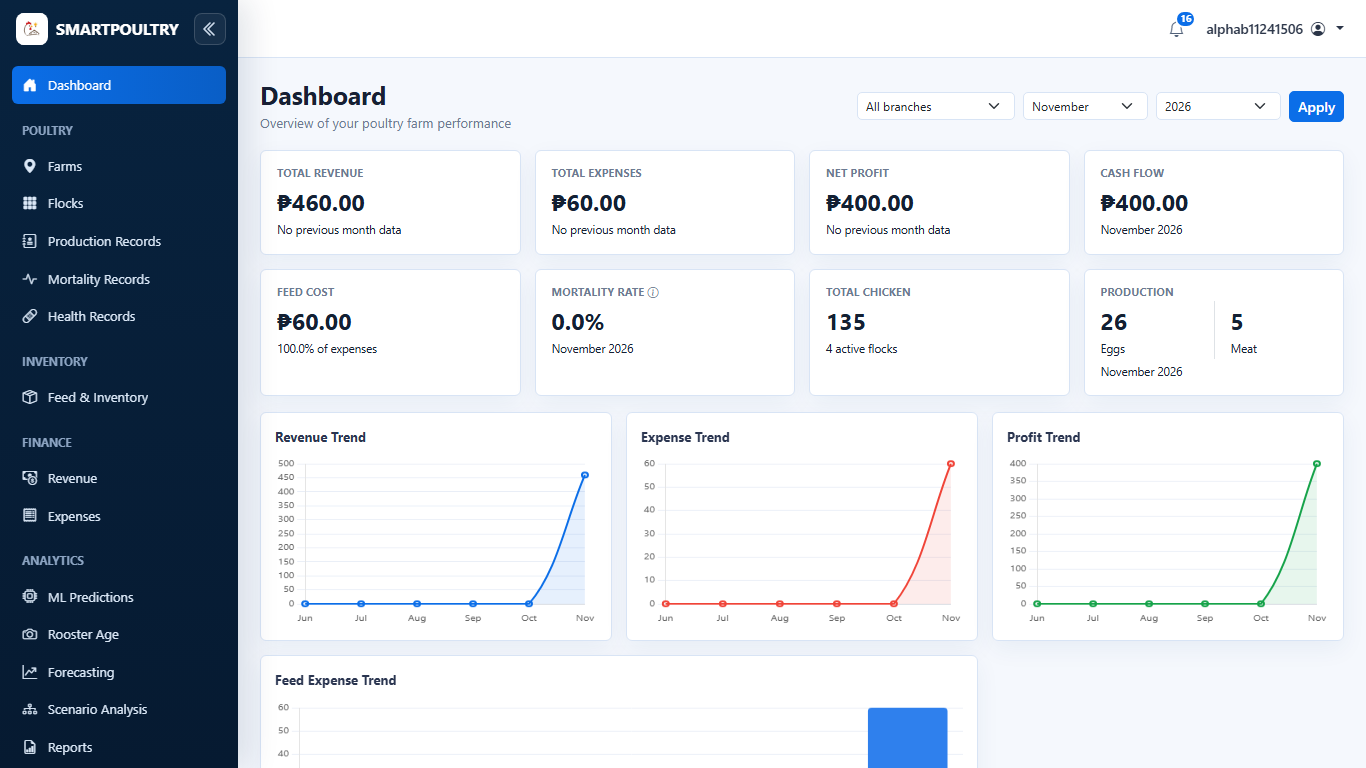 SMARTPOULTRY
16
alphab11241506
Dashboard
POULTRY
Farms
Flocks
Production Records
Mortality Records
Health Records
INVENTORY
Feed & Inventory
FINANCE
Revenue
Expenses
ANALYTICS
ML Predictions
Rooster Age
Forecasting
Scenario Analysis
Reports
Dashboard
Overview of your poultry farm performance
All branches
November
2026
Apply
TOTAL REVENUE
₱460.00
No previous month data
TOTAL EXPENSES
₱60.00
No previous month data
NET PROFIT
₱400.00
No previous month data
CASH FLOW
₱400.00
November 2026
FEED COST
₱60.00
100.0% of expenses
MORTALITY RATE
0.0%
November 2026
TOTAL CHICKEN
135
4 active flocks
PRODUCTION
26
Eggs
5
Meat
November 2026
Revenue Trend
500
450
400
350
300
250
200
150
100
50
0
Jun Jul Aug Sep Oct Nov
Expense Trend
60
50
40
30
20
10
0
Jun Jul Aug Sep Oct Nov
Profit Trend
400
350
300
250
200
150
100
50
0
Jun Jul Aug Sep Oct Nov
Feed Expense Trend
60
50
40